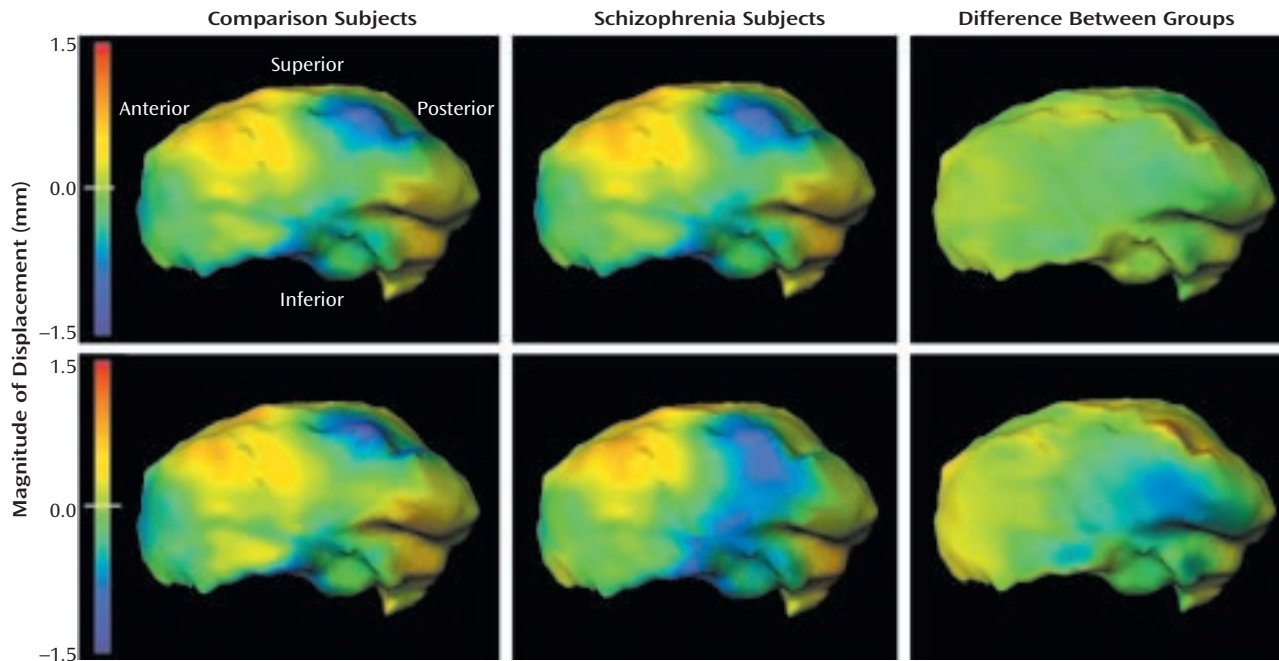 Comparison Subjects
Schizophrenia Subjects
Difference Between Groups
1.5
Superior
Anterior
Posterior
0.0
Inferior
−1.5
Magnitude of Displacement (mm)
1.5
0.0
−1.5